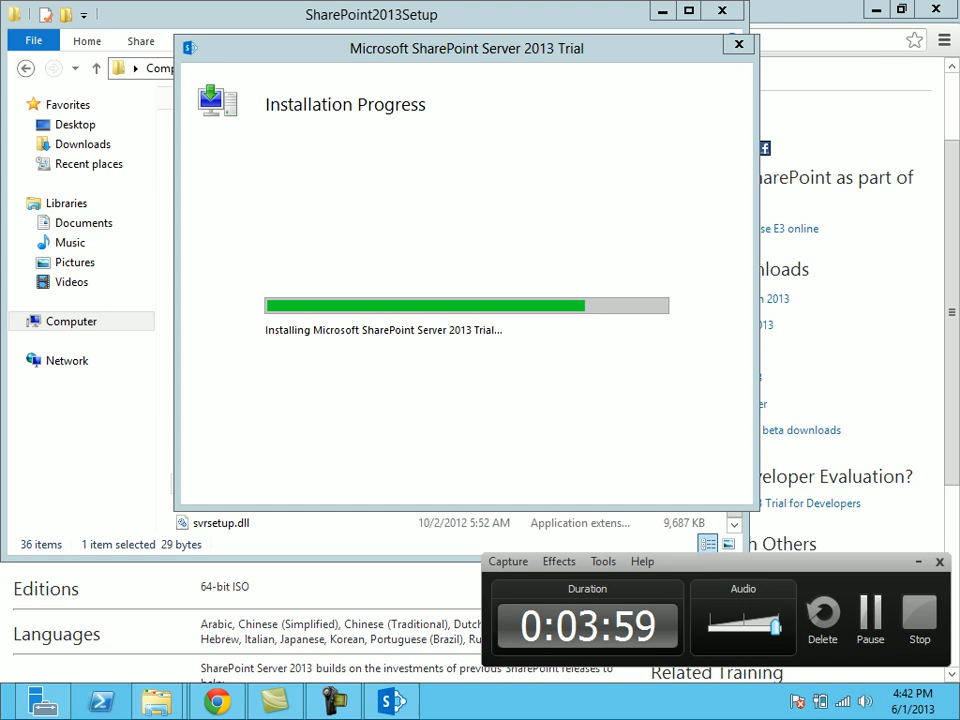 SharePoint2013Setup
File
Home
Share
Comp
Microsoft SharePoint Server 2013 Trial
Installation Progress
Installing Microsoft SharePoint Server 2013 Trial...
Favorites
Desktop
Downloads
Recent places
Libraries
Documents
Music
Pictures
Videos
Computer
Network
svrsetup.dll 10/2/2012 5:52 AM Application extens... 9,687 KB
36 items 1 item selected 29 bytes
harePoint as part of
se E3 online
nloads
n 2013
013
er
beta downloads
veloper Evaluation?
Trial for Developers
n Others
Editions
64-bit ISO
Languages
Arabic, Chinese (Simplified), Chinese (Traditional), Dutc
Hebrew, Italian, Japanese, Korean, Portuguese (Brazil), Ru
SharePoint Server 2013 builds on the investments of previous SharePoint releases to
Related Training
Capture
Effects
Tools
Help
Duration
0:03:59
Audio
Delete
Pause
Stop
4:42 PM
6/1/2013